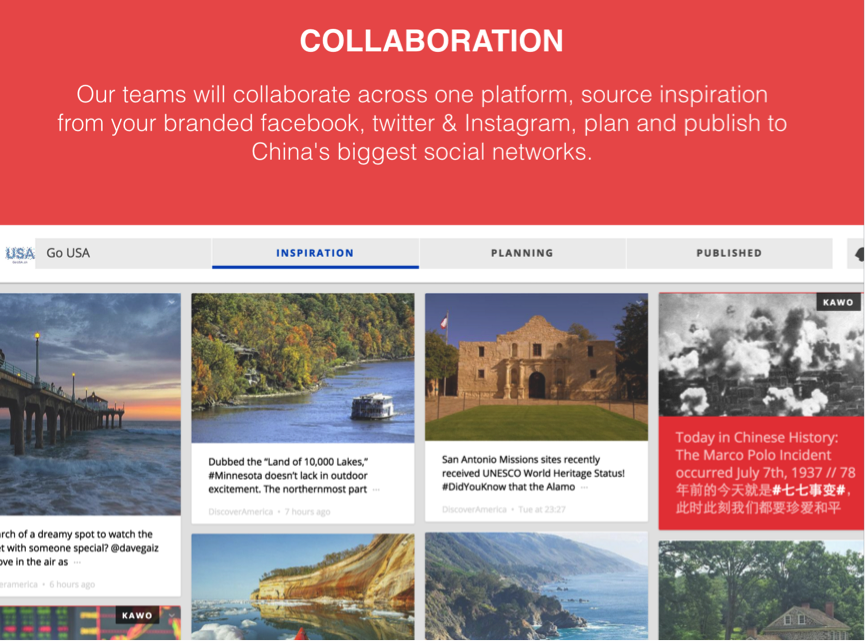 COLLABORATION
Our teams will collaborate across one platform, source inspiration
from your branded facebook, twitter & Instagram, plan and publish to
China's biggest social networks.
USA
Go USA
INSPIRATION
PLANNING
PUBLISHED
KAWO
Dubbed the “Land of 10,000 Lakes,”
#Minnesota doesn’t lack in outdoor
excitement. The northernmost part ···
DiscoverAmerica • 7 hours ago
San Antonio Missions sites recently
received UNESCO World Heritage Status!
#DidYouKnow that the Alamo ···
DiscoverAmerica • Tue at 23:27
Today in Chinese History:
The Marco Polo Incident
occurred July 7th, 1937 // 78
年前的今天就是#七七事变#，
此时此刻我们都要珍爱和平
rch of a dreamy spot to watch the
t with someone special? @davegaiz
ove in the air as ···
eramerica • 6 hours ago
KAWO